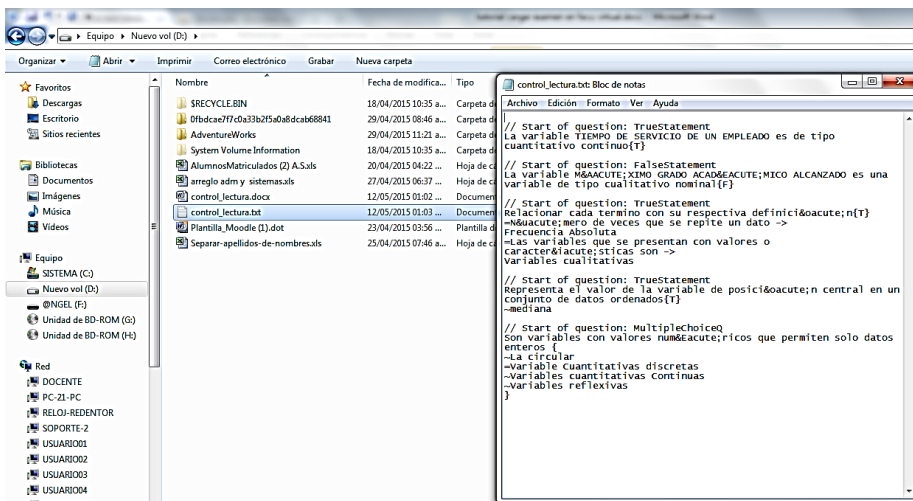 tutorial cargar examen en facu virtual.docx - Microsoft Word
Equipo ▸ Nuevo vol (D:) ▸
Organizar Abrir Imprimir Correo electrónico Grabar Nueva carpeta
Favoritos
Descargas
Escritorio
Sitios recientes
Bibliotecas
Documentos
Imágenes
Música
Videos
Equipo
SISTEMA (C:)
Nuevo vol (D:)
@NGEL (F:)
Unidad de BD-ROM (G:)
Unidad de BD-ROM (H:)
Red
DOCENTE
PC-21-PC
RELOJ-REDENTOR
SOPORTE-2
USUARIO01
USUARIO02
USUARIO03
USUARIO04
Nombre Fecha de modifica... Tipo
$RECYCLE.BIN 18/04/2015 10:35 a... Carpeta d
0fbdcae7f7c0a33b2f5a0a8dcab68841 29/04/2015 08:46 a... Carpeta d
AdventureWorks 29/04/2015 11:21 a... Carpeta d
System Volume Information 18/04/2015 10:35 a... Carpeta d
AlumnosMatriculados (2) A.S.xls 20/04/2015 04:22 ... Hoja de c
arreglo adm y sistemas.xls 27/04/2015 06:37 ... Hoja de c
control_lectura.docx 12/05/2015 01:02 ... Documen
control_lectura.txt 12/05/2015 01:03 ... Documen
Plantilla_Moodle (1).dot 23/04/2015 03:56 ... Plantilla d
Separar-apellidos-de-nombres.xls 25/04/2015 07:46 a... Hoja de c
control_lectura.txt: Bloc de notas
Archivo Edición Formato Ver Ayuda
// Start of question: TrueStatement
La variable TIEMPO DE SERVICIO DE UN EMPLEADO es de tipo
cuantitativo continuo{T}
// Start of question: FalseStatement
La variable M&AACUTE;XIMO GRADO ACAD&EACUTE;MICO ALCANZADO es una
variable de tipo cualitativo nominal{F}
// Start of question: TrueStatement
Relacionar cada termino con su respectiva definici&oacute;n{T}
=N&uacute;mero de veces que se repite un dato ->
Frecuencia Absoluta
=Las variables que se presentan con valores o
caracter&iacute;sticas son ->
Variables cualitativas
// Start of question: TrueStatement
Representa el valor de la variable de posici&oacute;n central en un
conjunto de datos ordenados{T}
~mediana
// Start of question: MultipleChoiceQ
Son variables con valores num&Eacute;ricos que permiten solo datos
enteros {
~La circular
=Variable Cuantitativas discretas
~Variables cuantitativas Continuas
~Variables reflexivas
}